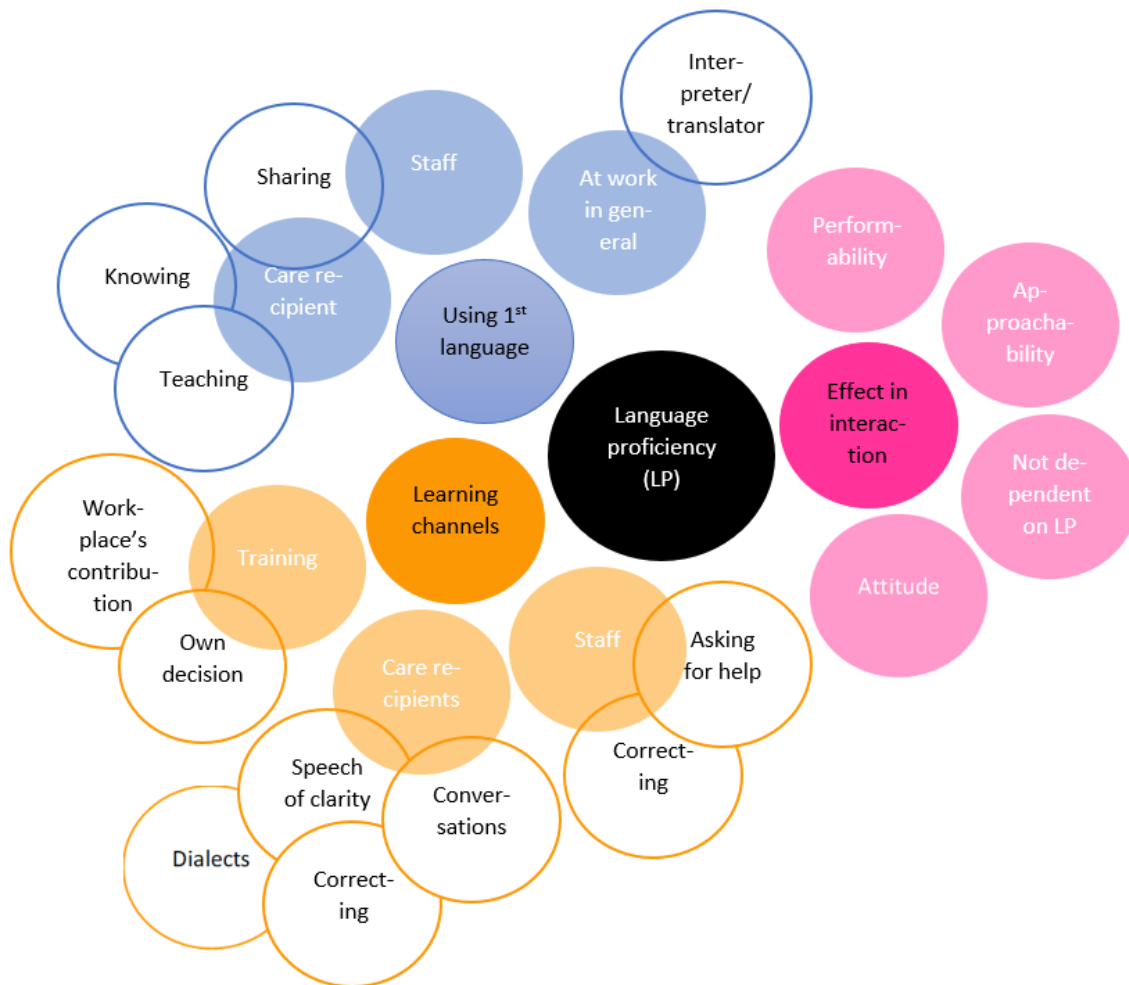 Inter-
preter/
translator
Sharing
Staff
At work
in gen-
eral
Knowing
Care re-
cipient
Teaching
Using 1st
language
Perform-
ability
Ap-
proacha-
bility
Language
proficiency
(LP)
Effect in
interac-
tion
Not de-
pendent
on LP
Attitude
Learning
channels
Work-
place’s
contribu-
tion
Training
Own
decision
Care re-
cipients
Staff
Asking
for help
Correct-
ing
Speech
of clarity
Conver-
sations
Dialects
Correct-
ing